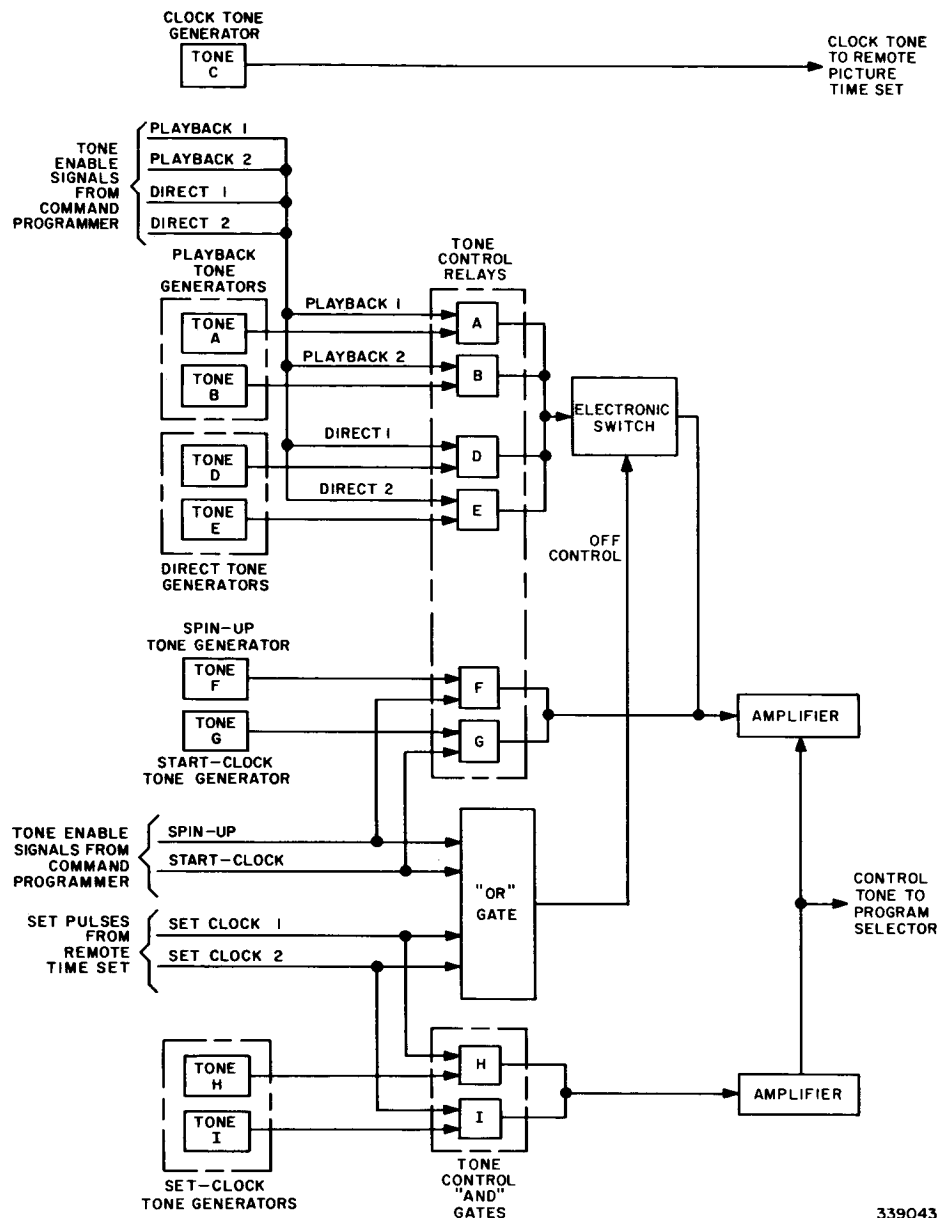 CLOCK TONE
GENERATOR
TONE
C
CLOCK TONE
TO REMOTE
PICTURE
TIME SET
TONE
ENABLE
SIGNALS
FROM
COMMAND
PROGRAMMER
PLAYBACK 1
PLAYBACK 2
DIRECT 1
DIRECT 2
PLAYBACK
TONE
GENERATORS
TONE
A
TONE
B
TONE
D
TONE
E
DIRECT TONE
GENERATORS
PLAYBACK 1
PLAYBACK 2
DIRECT 1
DIRECT 2
TONE
CONTROL
RELAYS
A
B
D
E
ELECTRONIC
SWITCH
OFF
CONTROL
SPIN-UP
TONE GENERATOR
TONE
F
TONE
G
START-CLOCK
TONE GENERATOR
F
G
AMPLIFIER
TONE ENABLE
SIGNALS FROM
COMMAND
PROGRAMMER
SPIN-UP
START-CLOCK
SET PULSES
FROM
REMOTE
TIME SET
SET CLOCK 1
SET CLOCK 2
"OR"
GATE
CONTROL
TONE TO
PROGRAM
SELECTOR
TONE
H
TONE
I
SET-CLOCK
TONE GENERATORS
H
I
TONE
CONTROL
"AND"
GATES
AMPLIFIER
339043